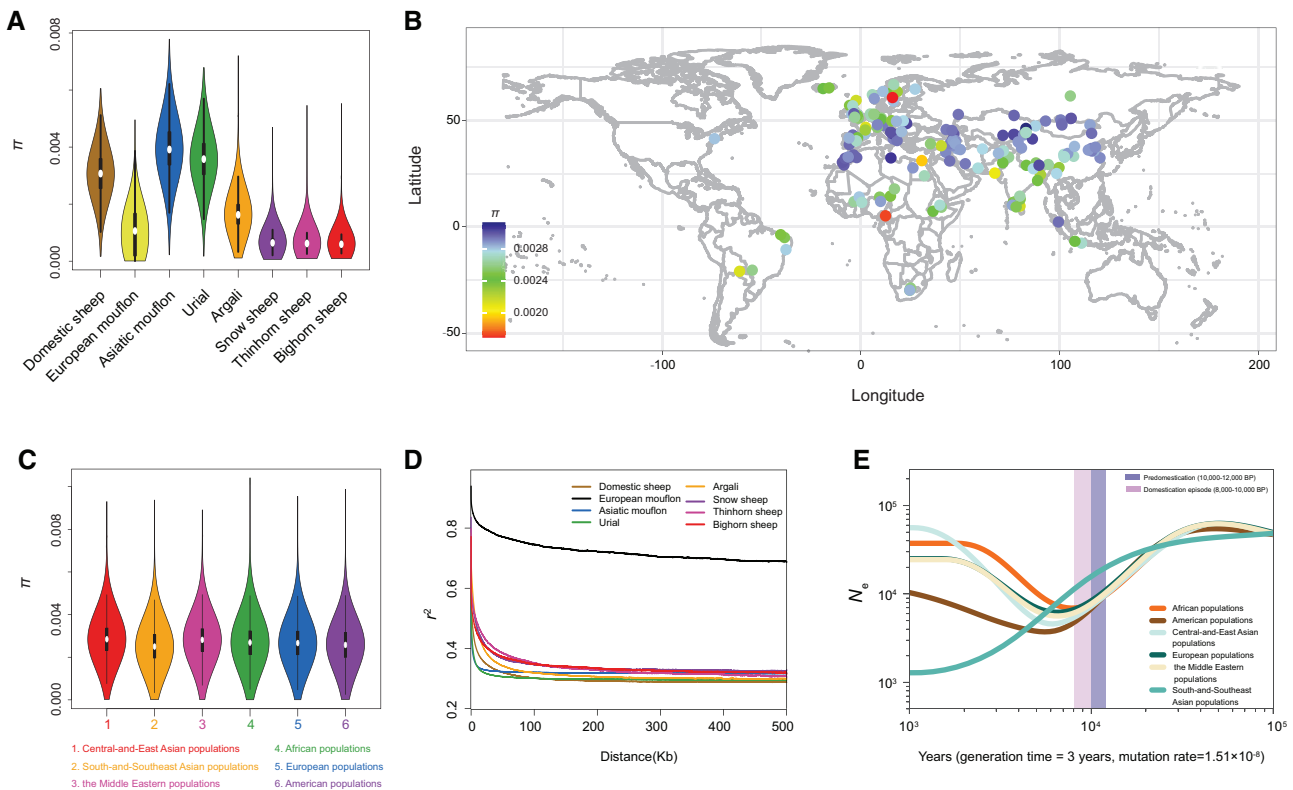 A
0.008
0.004
0.000
π
Domestic sheep
European mouflon
Asiatic mouflon
Urial
Argali
Snow sheep
Thinhorn sheep
Bighorn sheep
B
Latitude
50
0
-50
π
0.0028
0.0024
0.0020
-100
0
100
200
Longitude
C
π
0.008
0.004
0.000
1
2
3
4
5
6
1. Central-and-East Asian populations
2. South-and-Southeast Asian populations
3. the Middle Eastern populations
4. African populations
5. European populations
6. American populations
D
r²
0.8
0.6
0.4
0.2
Domestic sheep
European mouflon
Asiatic mouflon
Urial
Argali
Snow sheep
Thinhorn sheep
Bighorn sheep
0
100
200
300
400
500
Distance(Kb)
E
Nₑ
10⁵
10⁴
10³
Predomestication (10,000-12,000 BP)
Domestication episode (8,000-10,000 BP)
African populations
American populations
Central-and-East Asian
populations
European populations
the Middle Eastern
populations
South-and-Southeast
Asian populations
10³
10⁴
10⁵
Years (generation time = 3 years, mutation rate=1.51×10⁻⁸)